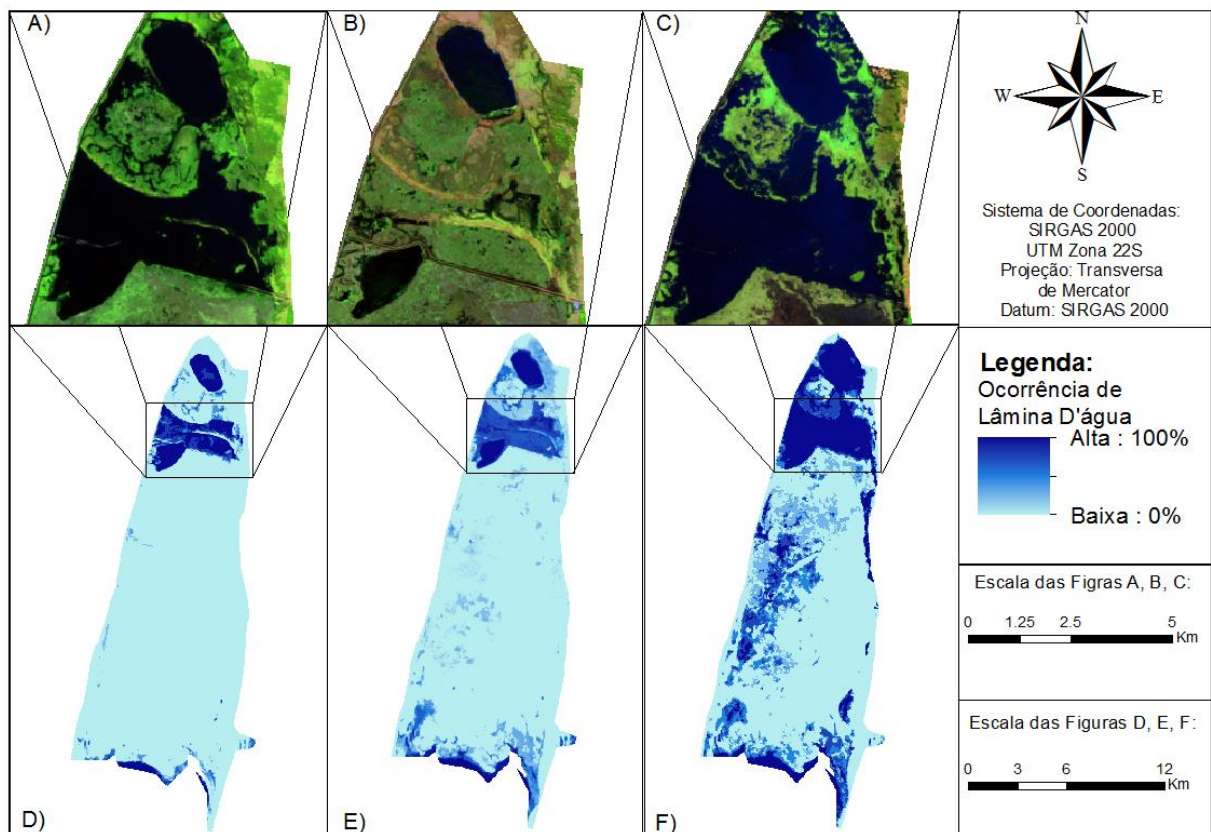 A)
B)
C)
N
W
E
S
Sistema de Coordenadas:
SIRGAS 2000
UTM Zona 22S
Projeção: Transversa
de Mercator
Datum: SIRGAS 2000
Legenda:
Ocorrência de
Lâmina D'água
Alta : 100%
Baixa : 0%
Escala das Figras A, B, C:
0 1.25 2.5 5
Km
Escala das Figuras D, E, F:
0 3 6 12
Km
D)
E)
F)